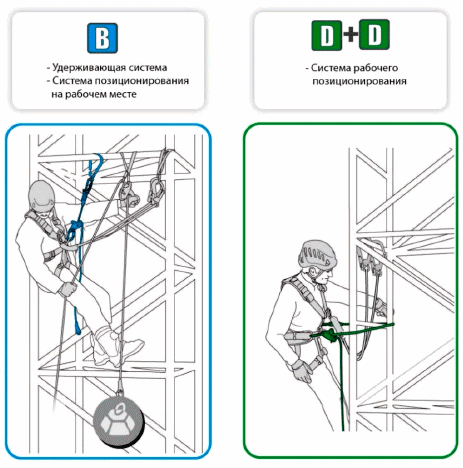 B
- Удерживающая система
- Система позиционирования
на рабочем месте
D+D
- Система рабочего
позиционирования